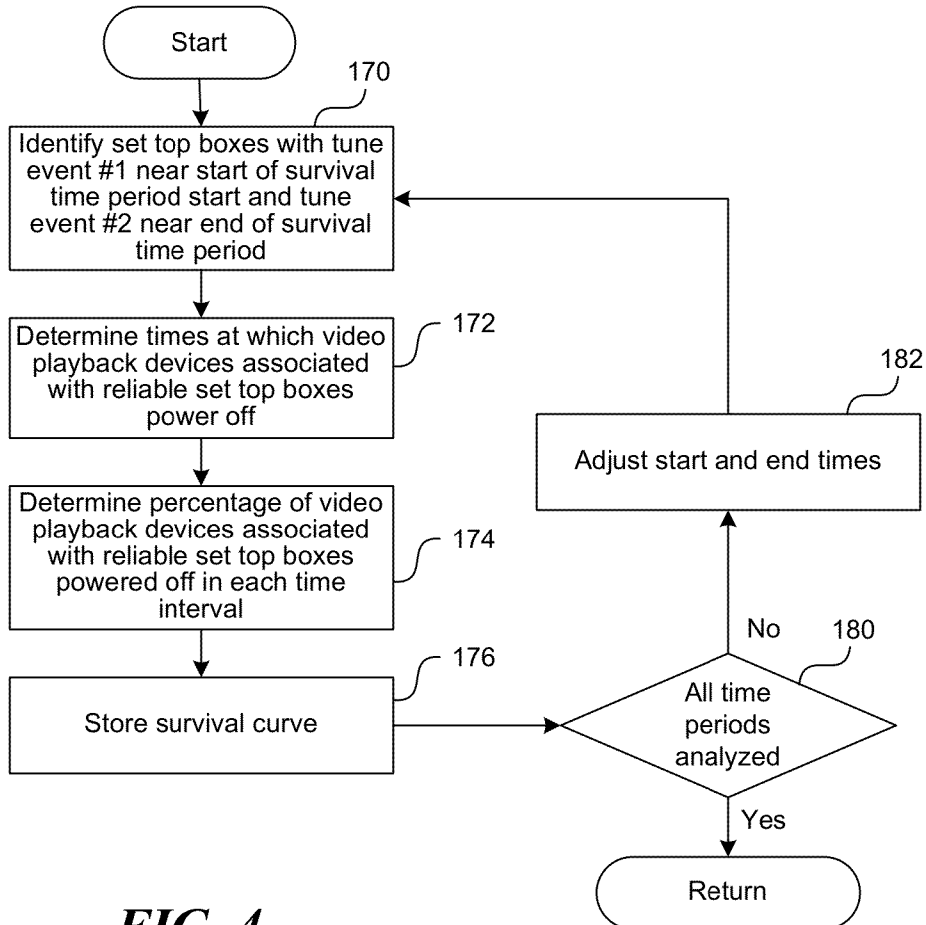 Start
170
Identify set top boxes with tune
event #1 near start of survival
time period start and tune
event #2 near end of survival
time period
172
Determine times at which video
playback devices associated
with reliable set top boxes
power off
182
Adjust start and end times
Determine percentage of video
playback devices associated
with reliable set top boxes
powered off in each time
interval
174
No
180
176
Store survival curve
All time
periods
analyzed
Yes
Return
FIG. 4